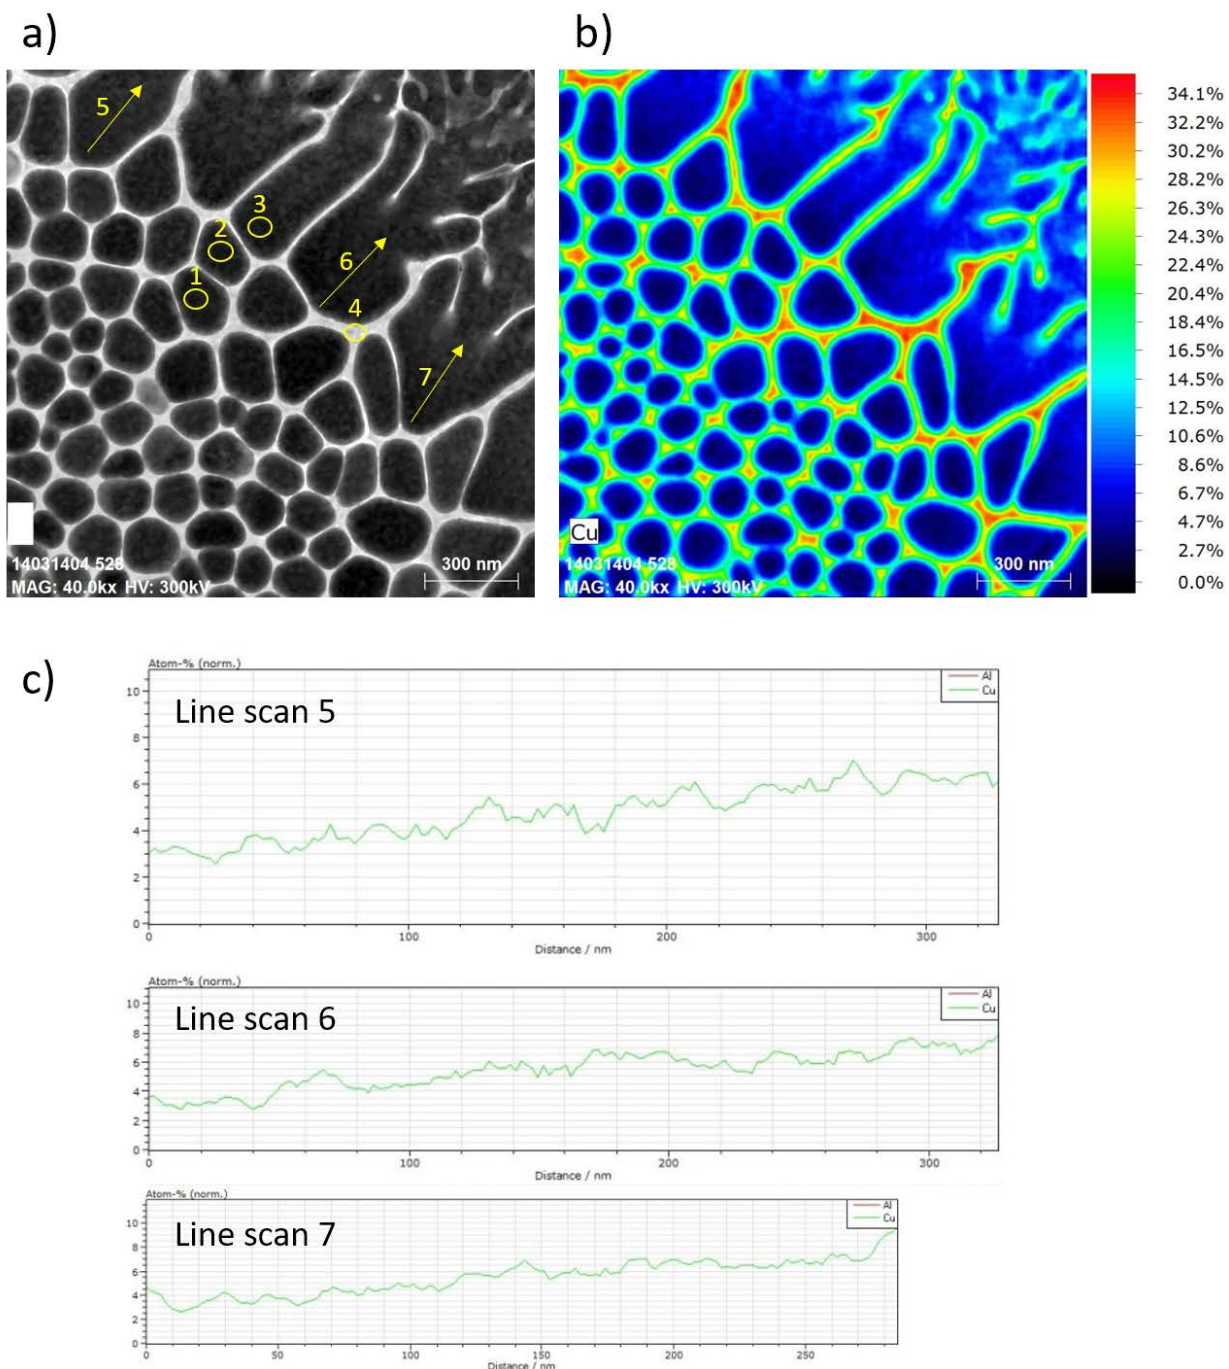 a)
5
3
2
1
6
4
7
14031404.528
MAG: 40.0kx HV: 300kV
300 nm
b)
Cu
14031404.528
MAG: 40.0kx HV: 300kV
300 nm
34.1%
32.2%
30.2%
28.2%
26.3%
24.3%
22.4%
20.4%
18.4%
16.5%
14.5%
12.5%
10.6%
8.6%
6.7%
4.7%
2.7%
0.0%
c)
Atom-% (norm.)
Line scan 5
Al
Cu
10
8
6
4
2
0
0 100 200 300
Distance / nm
Atom-% (norm.)
Line scan 6
Al
Cu
10
8
6
4
2
0
0 100 200 300
Distance / nm
Atom-% (norm.)
Line scan 7
Al
Cu
10
8
6
4
2
0
0 50 100 150 200 250
Distance / nm